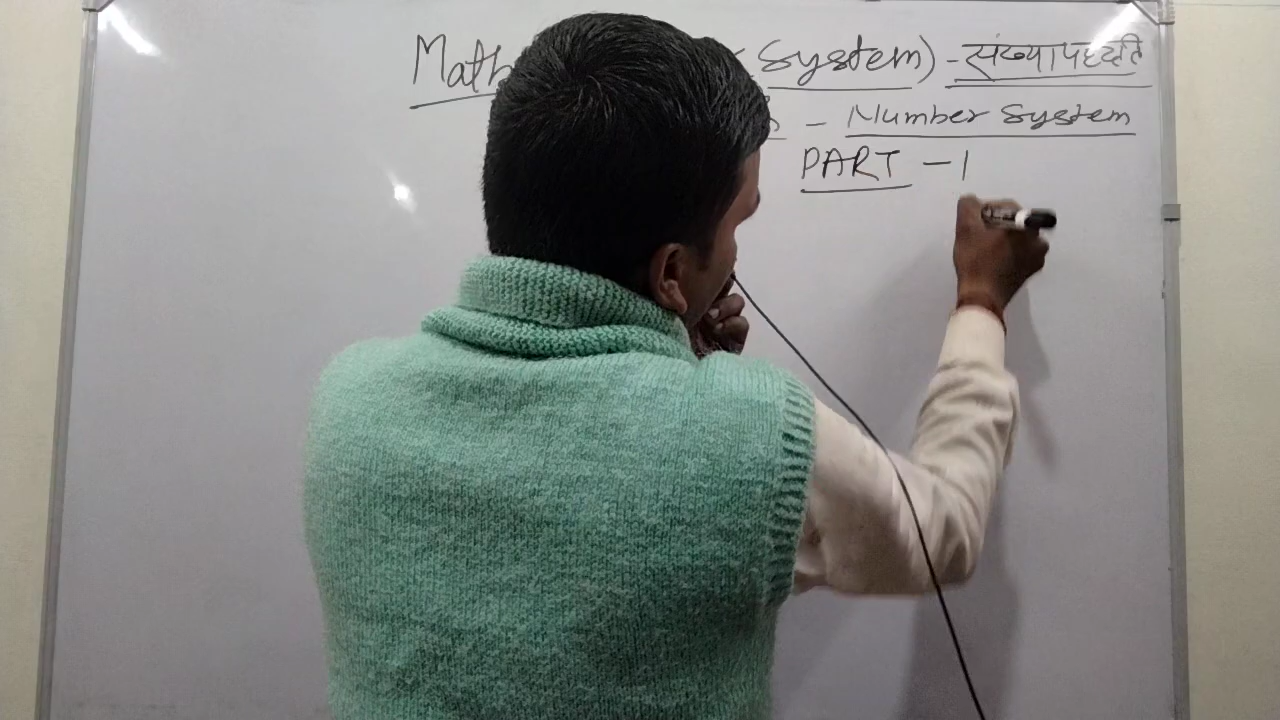 Math System) - संख्या पद्धति
- Number System
PART - 1